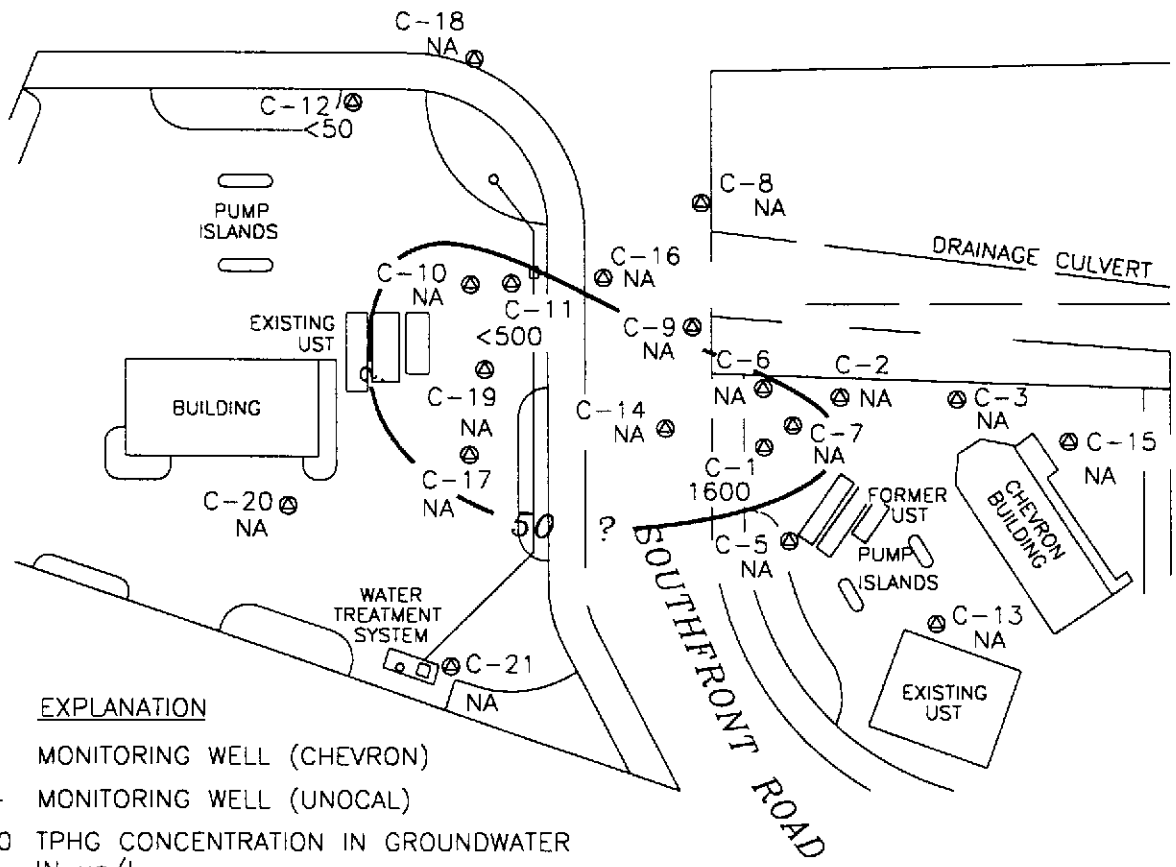 C-18
NA
C-12
<50
C-8
NA
PUMP
ISLANDS
DRAINAGE CULVERT
C-16
NA
C-10
NA
C-11
<500
EXISTING
UST
C-9
NA
C-6
NA
C-2
NA
C-3
NA
C-19
NA
BUILDING
C-14
NA
C-7
NA
C-15
NA
C-1
1600
C-17
NA
C-20
NA
50
?
FORMER
UST
CHEVRON
BUILDING
C-5
NA
PUMP
ISLANDS
SOUTHFRONT ROAD
WATER
TREATMENT
SYSTEM
C-13
NA
C-21
NA
EXISTING
UST
EXPLANATION
MONITORING WELL (CHEVRON)
MONITORING WELL (UNOCAL)
TPHG CONCENTRATION IN GROUNDWATER